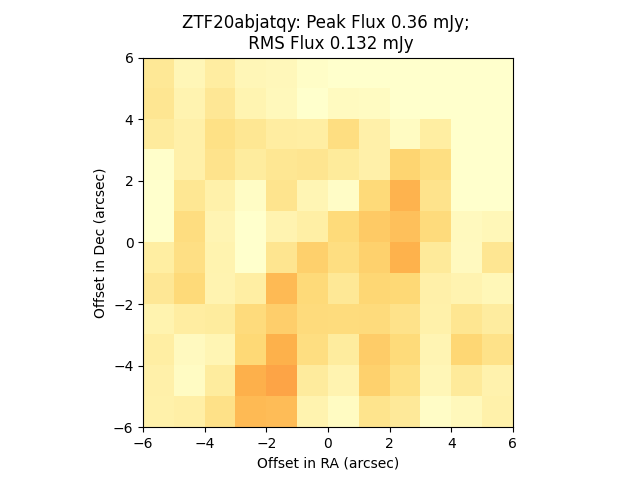 ZTF20abjatqy: Peak Flux 0.36 mJy;
RMS Flux 0.132 mJy
6
4
2
0
−2
−4
−6
Offset in Dec (arcsec)
−6 −4 −2 0 2 4 6
Offset in RA (arcsec)